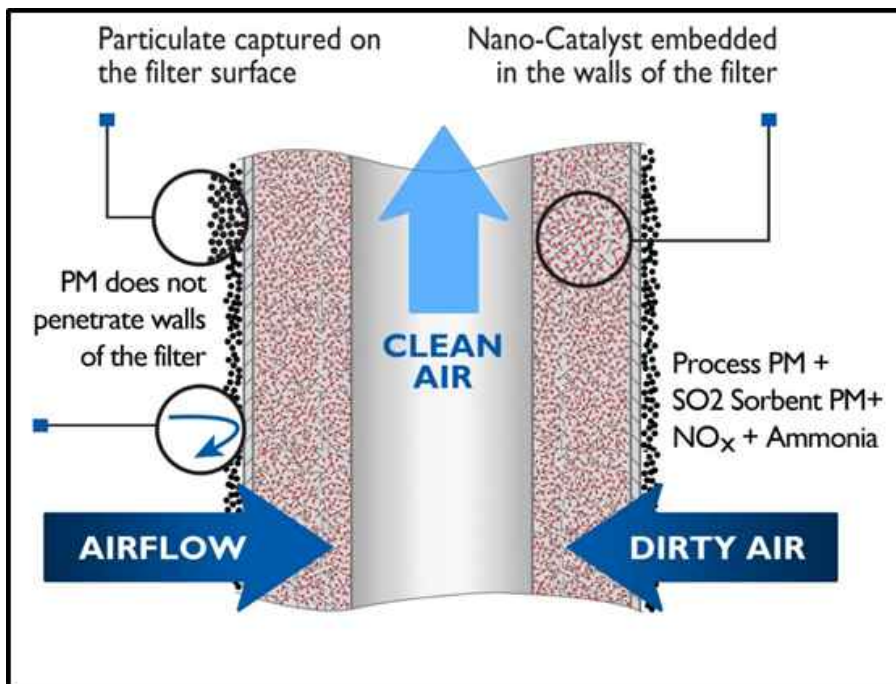 Particulate captured on
the filter surface
Nano-Catalyst embedded
in the walls of the filter
PM does not
penetrate walls
of the filter
CLEAN
AIR
Process PM +
SO2 Sorbent PM+
NOx + Ammonia
AIRFLOW
DIRTY AIR